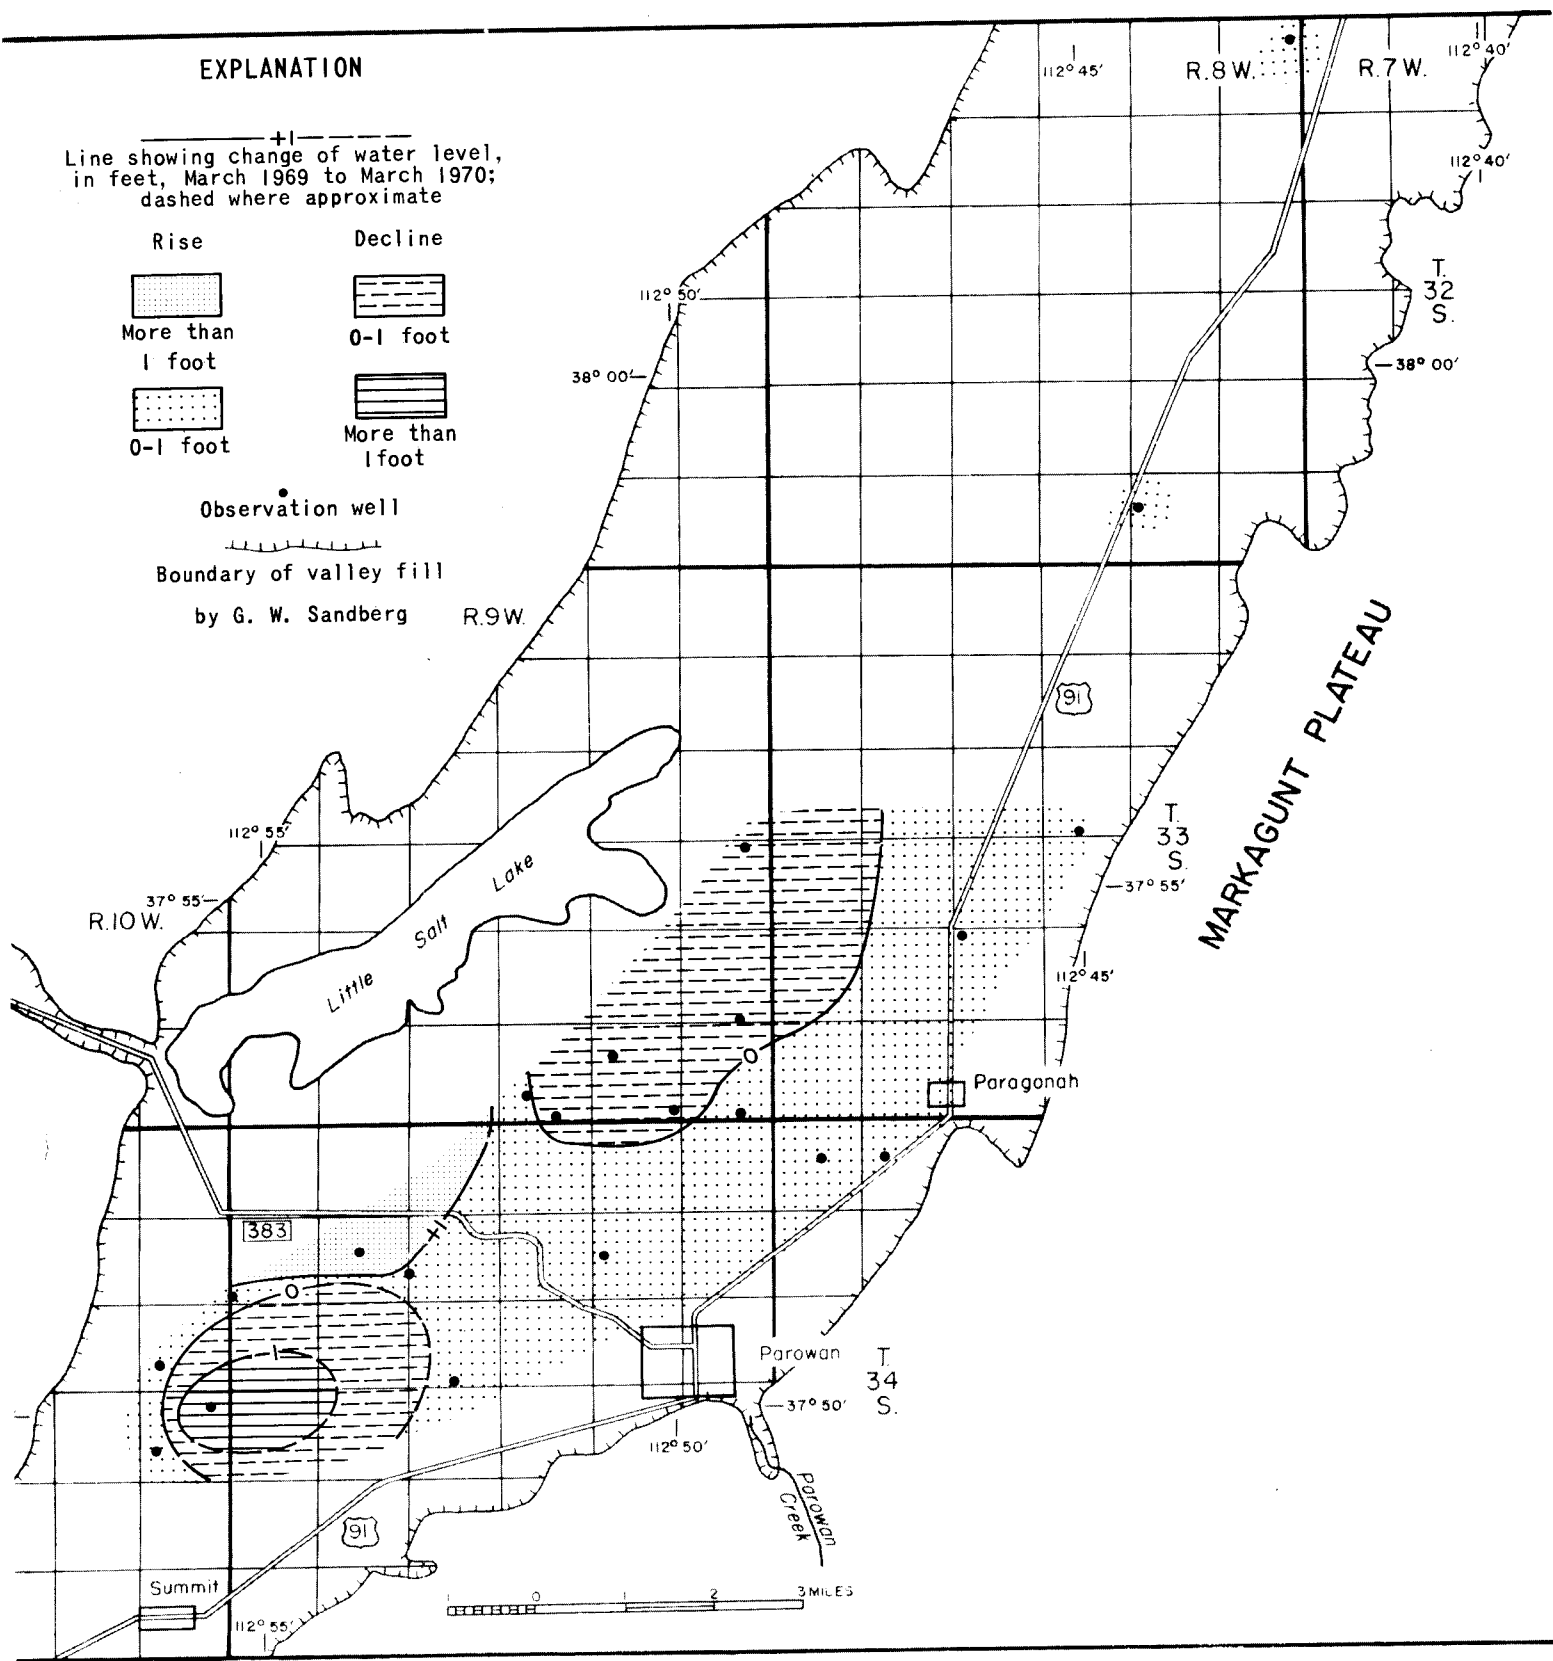 EXPLANATION
+1
Line showing change of water level,
in feet, March 1969 to March 1970;
dashed where approximate
Rise
Decline
More than
1 foot
0-1 foot
0-1 foot
More than
1 foot
Observation well
Boundary of valley fill
by G. W. Sandberg
R.9W.
112° 45'
R.8W.
R.7W.
112° 40'
112° 40'
T.
32
S.
112° 50'
38° 00'
38° 00'
91
MARKAGUNT PLATEAU
T.
33
S.
112° 55'
37° 55'
37° 55'
R.10W.
Little Salt Lake
112° 45'
0
Paragonah
383
+1
0
1
Parowan
T.
34
S.
37° 50'
112° 50'
Parowan
Creek
91
Summit
112° 55'
1 0 1 2 3 MILES